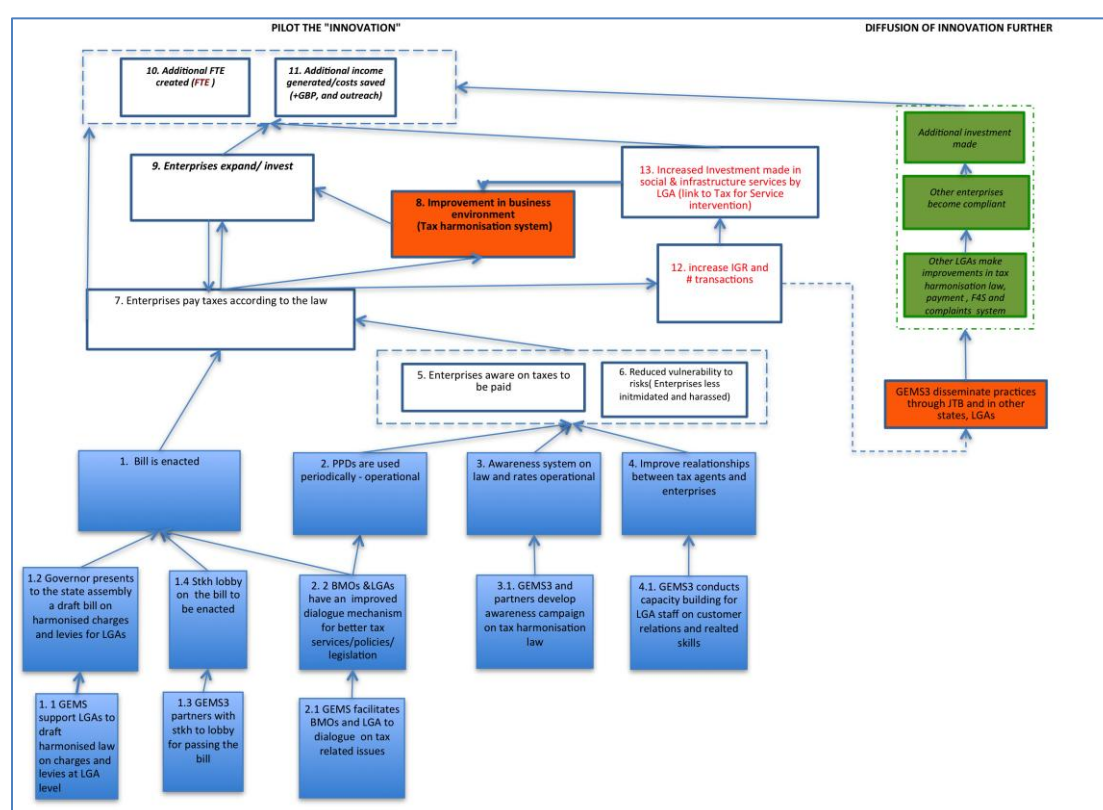 PILOT THE "INNOVATION"
DIFFUSION OF INNOVATION FURTHER
10. Additional FTE
created (FTE )
11. Additional income
generated/costs saved
(+GBP, and outreach)
Additional investment
made
9. Enterprises expand/ invest
13. Increased Investment made in
social & infrastructure services by
LGA (link to Tax for Service
intervention)
Other enterprises
become compliant
8. Improvement in business
environment
(Tax harmonisation system)
12. increase IGR and
# transactions
Other LGAs make
improvements in tax
harmonisation law,
payment , F4S and
complaints system
7. Enterprises pay taxes according to the law
5. Enterprises aware on taxes to
be paid
6. Reduced vulnerability to
risks( Enterprises less
initmidated and harassed)
GEMS3 disseminate practices
through JTB and in other
states, LGAs
1. Bill is enacted
2. PPDs are used
periodically - operational
3. Awareness system on
law and rates operational
4. Improve realationships
between tax agents and
enterprises
1.2 Governor presents
to the state assembly
a draft bill on
harmonised charges
and levies for LGAs
1.4 Stkh lobby
on the bill to
be enacted
2. 2 BMOs &LGAs
have an improved
dialogue mechanism
for better tax
services/policies/
legislation
3.1. GEMS3 and
partners develop
awareness campaign
on tax harmonisation
law
4.1. GEMS3 conducts
capacity building for
LGA staff on customer
relations and realted
skills
1. 1 GEMS
support LGAs to
draft
harmonised law
on charges and
levies at LGA
level
1.3 GEMS3
partners with
stkh to lobby
for passing the
bill
2.1 GEMS facilitates
BMOs and LGA to
dialogue on tax
related issues